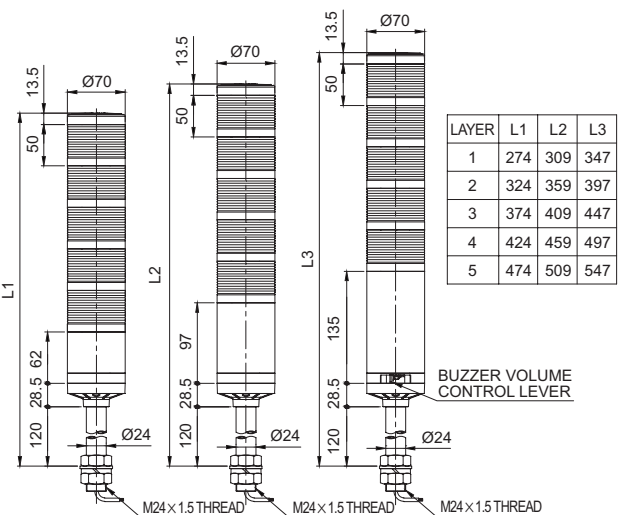 13.5
Ø70
50
L1
62
28.5
120
Ø24
M24×1.5 THREAD
13.5
Ø70
50
L2
97
28.5
120
Ø24
M24×1.5 THREAD
13.5
Ø70
50
L3
135
28.5
120
Ø24
M24×1.5 THREAD
BUZZER VOLUME
CONTROL LEVER
LAYER L1 L2 L3
1 274 309 347
2 324 359 397
3 374 409 447
4 424 459 497
5 474 509 547